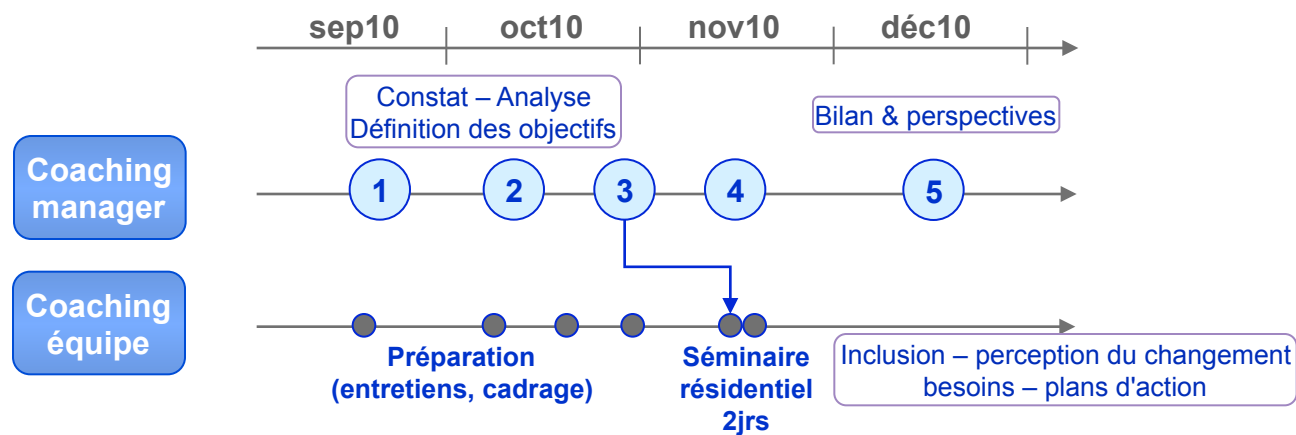 sep10 oct10 nov10 déc10
Constat – Analyse
Définition des objectifs
Bilan & perspectives
Coaching
manager
1 2 3 4 5
Coaching
équipe
Préparation
(entretiens, cadrage)
Séminaire
résidentiel
2jrs
Inclusion – perception du changement
besoins – plans d'action